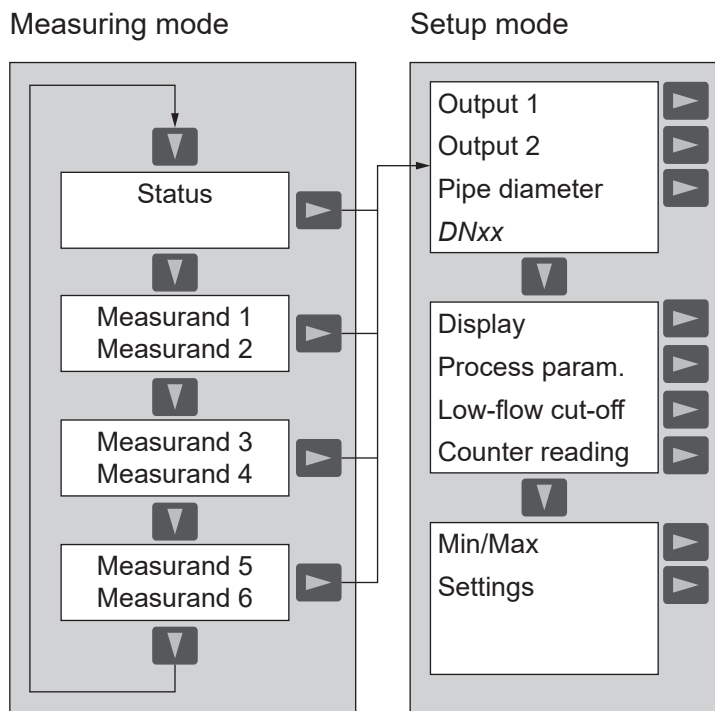 Measuring mode
Status
Measurand 1
Measurand 2
Measurand 3
Measurand 4
Measurand 5
Measurand 6
Setup mode
Output 1
Output 2
Pipe diameter
DNxx
Display
Process param.
Low-flow cut-off
Counter reading
Min/Max
Settings